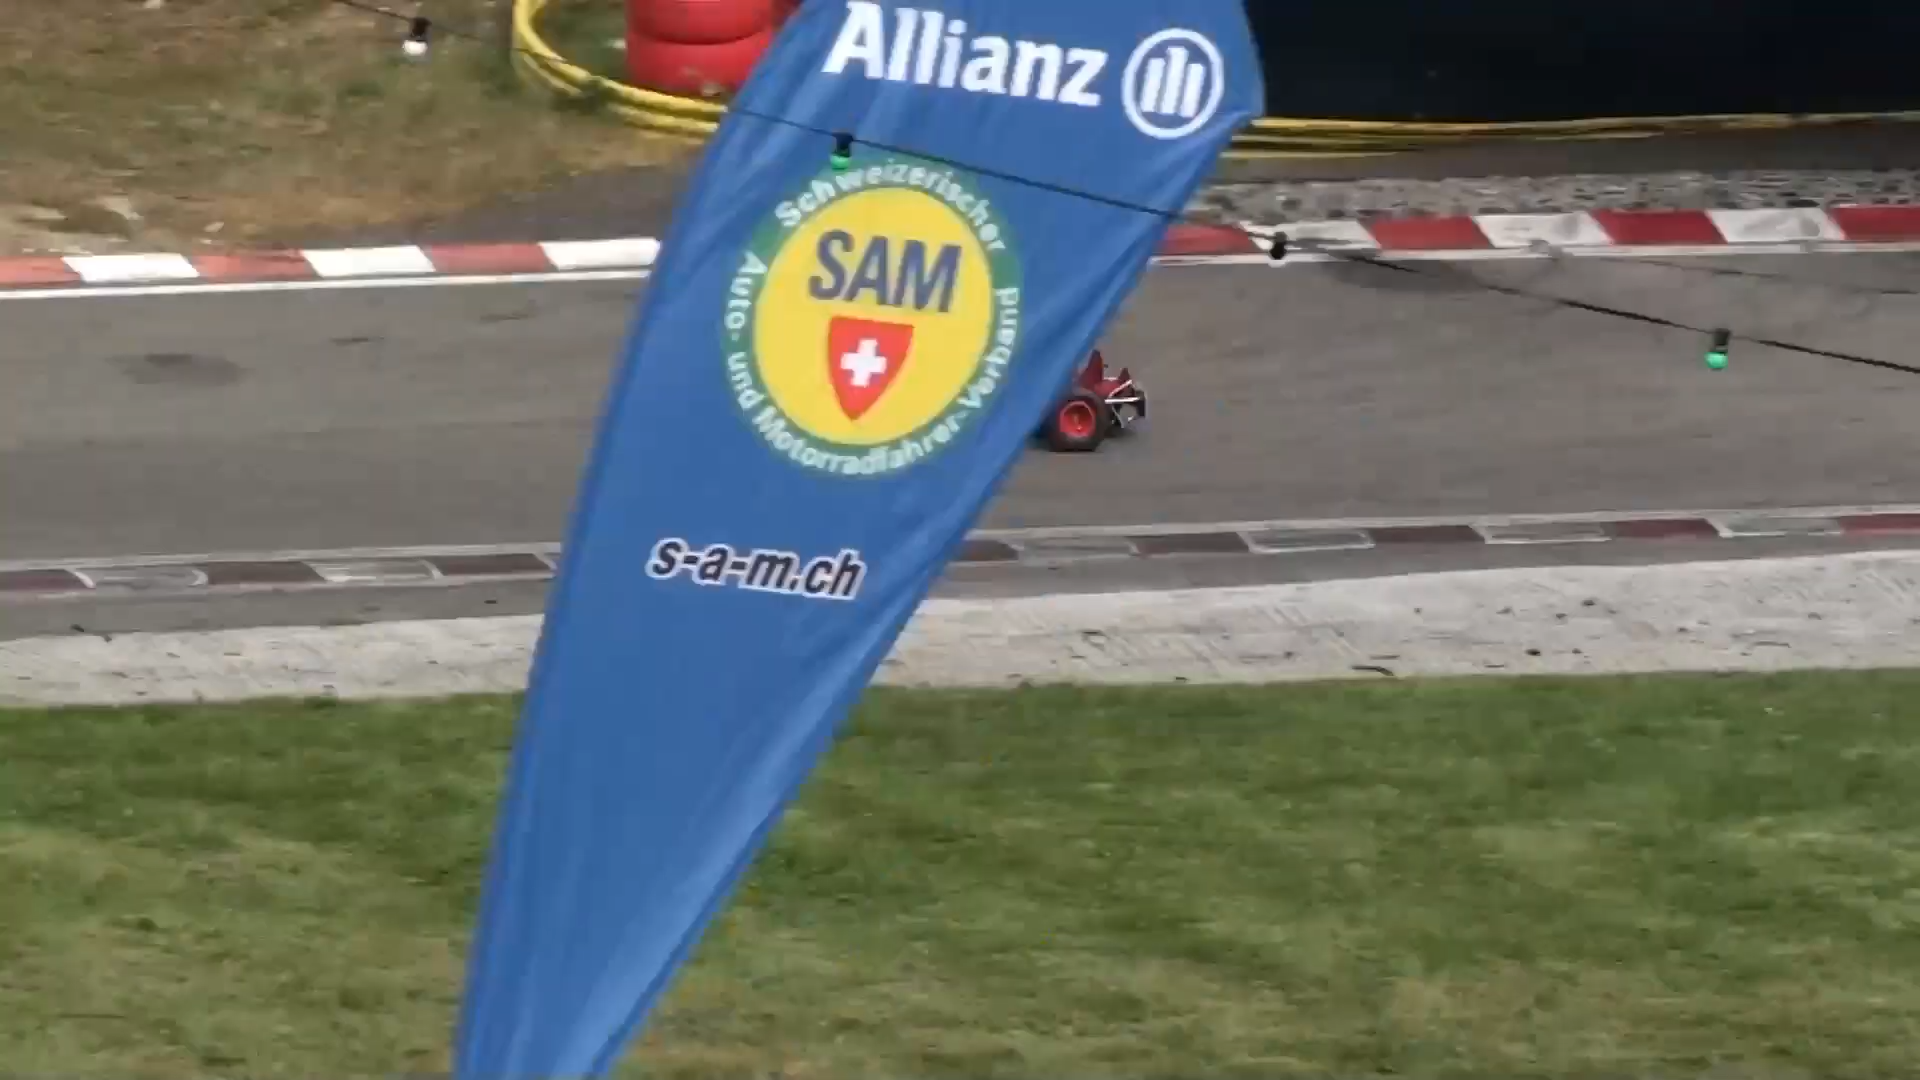 Allianz
Schweizerischer
SAM
Auto- und Motorradfahrer-Verband
s-a-m.ch